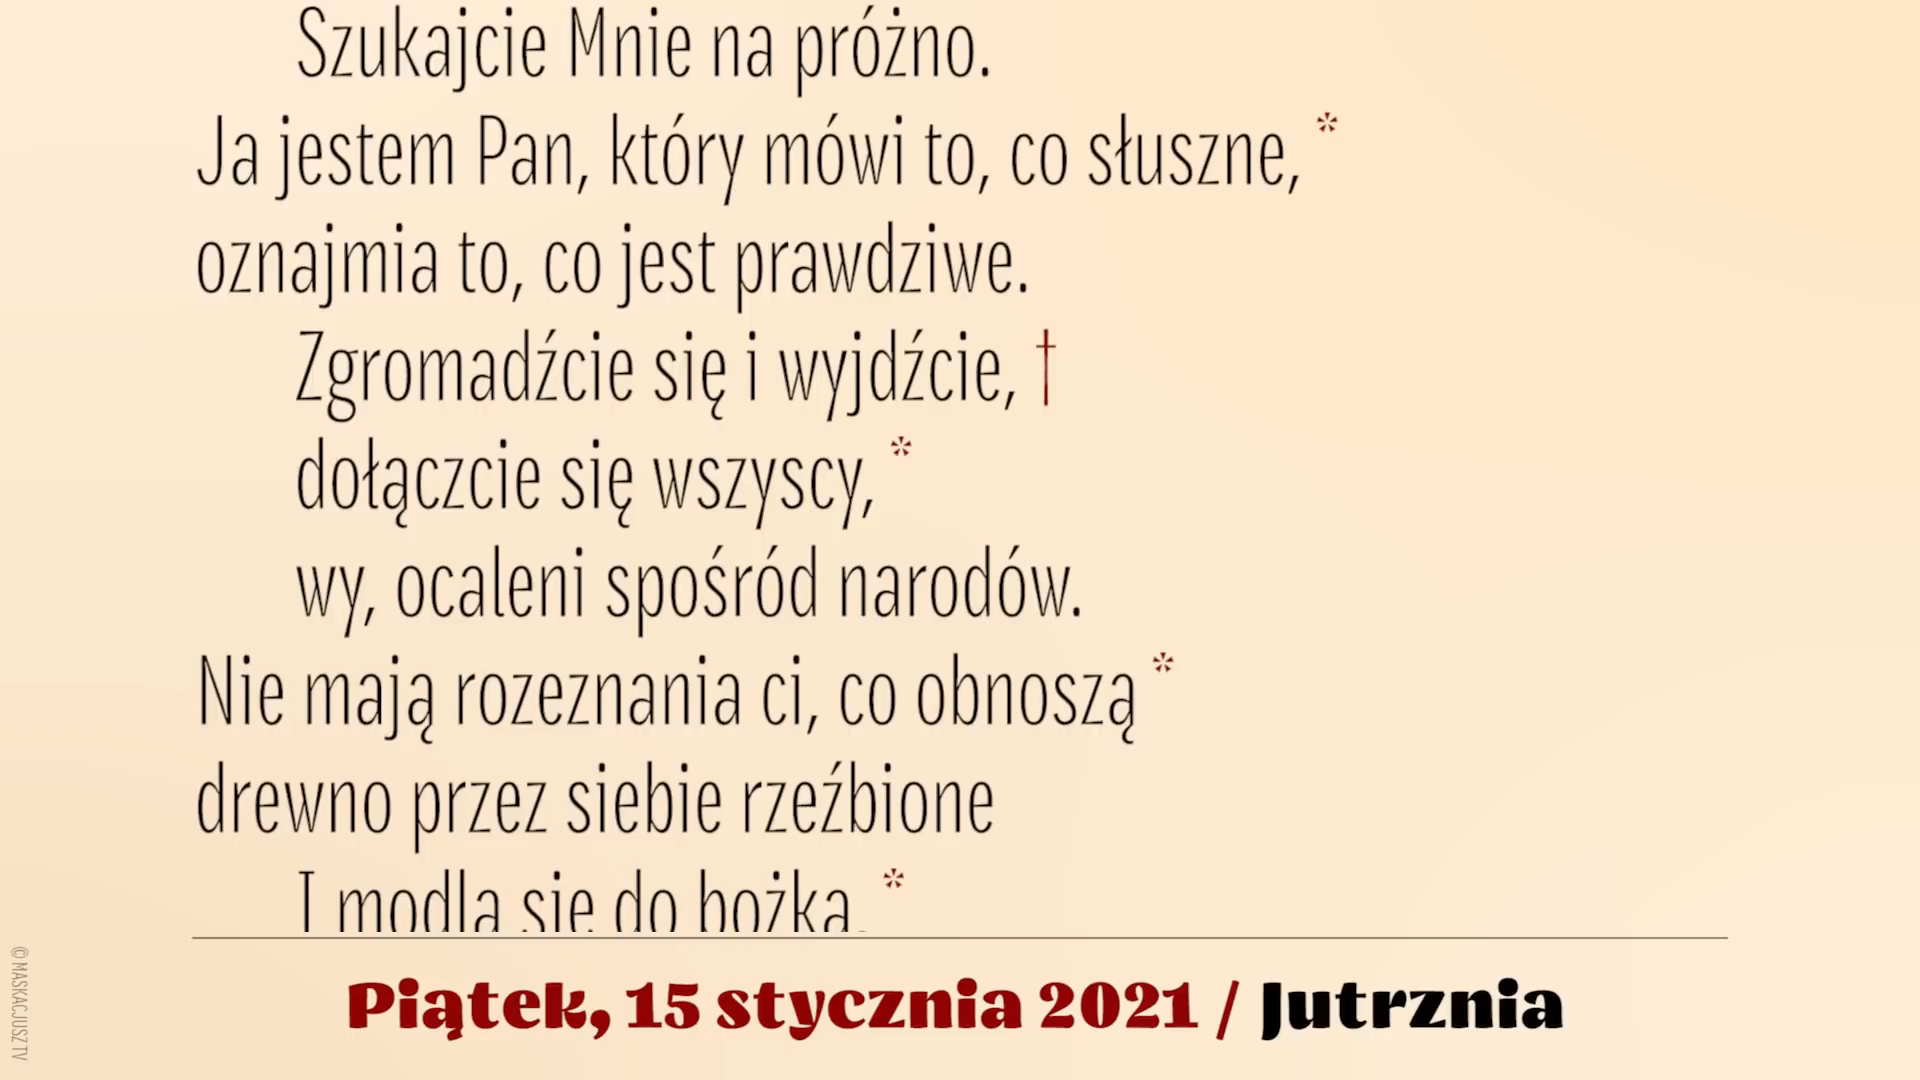 Szukajcie Mnie na próżno.
Ja jestem Pan, który mówi to, co słuszne, *
oznajmia to, co jest prawdziwe.
Zgromadźcie się i wyjdźcie, †
dołączcie się wszyscy, *
wy, ocaleni spośród narodów.
Nie mają rozeznania ci, co obnoszą *
drewno przez siebie rzeźbione
I modlą się do bożka, *
Piątek, 15 stycznia 2021 / Jutrznia
© MASKACJUSZ TV